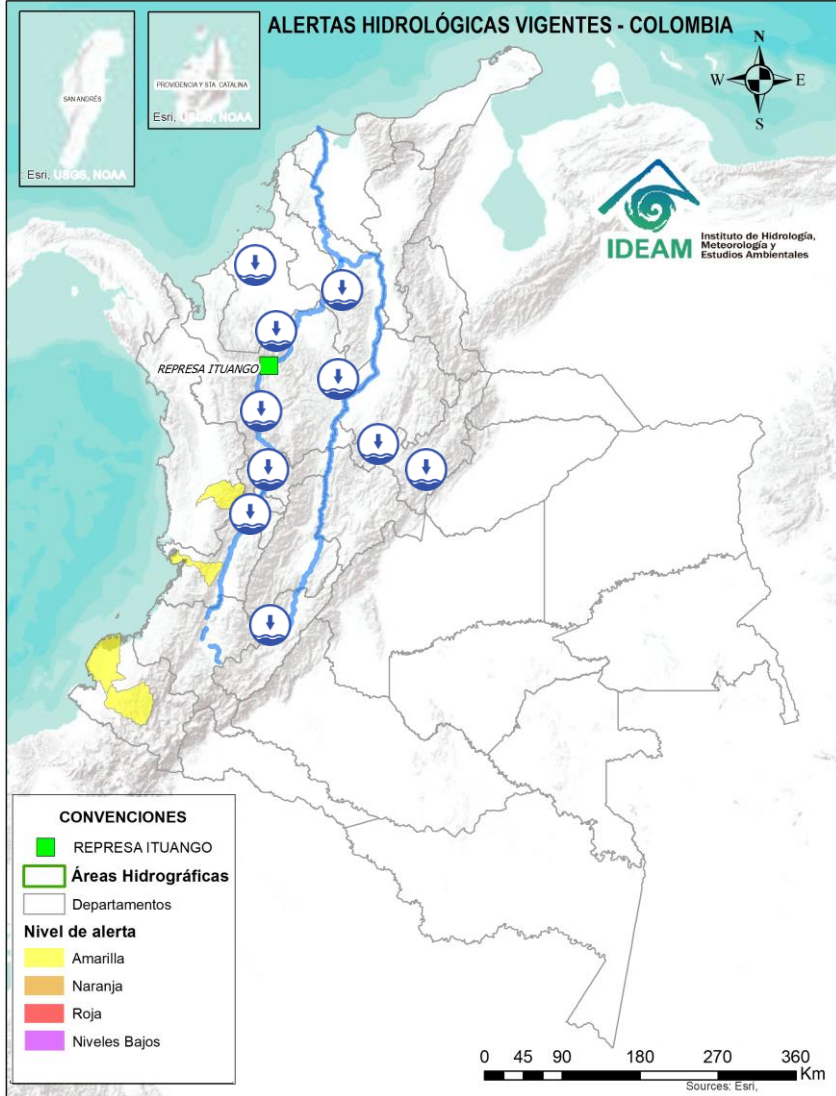 ALERTAS HIDROLÓGICAS VIGENTES - COLOMBIA
SAN ANDRÉS
: Esri, USGS, NOAA
PROVIDENCIA Y STA. CATALINA
Esri, USGS, NOAA
N
W
E
S
IDEAM
Instituto de Hidrología,
Meteorología y
Estudios Ambientales
REPRESA ITUANGO
CONVENCIONES
REPRESA ITUANGO
Áreas Hidrográficas
Departamentos
Nivel de alerta
Amarilla
Naranja
Roja
Niveles Bajos
0 45 90 180 270 360
Km
Sources: Esri,